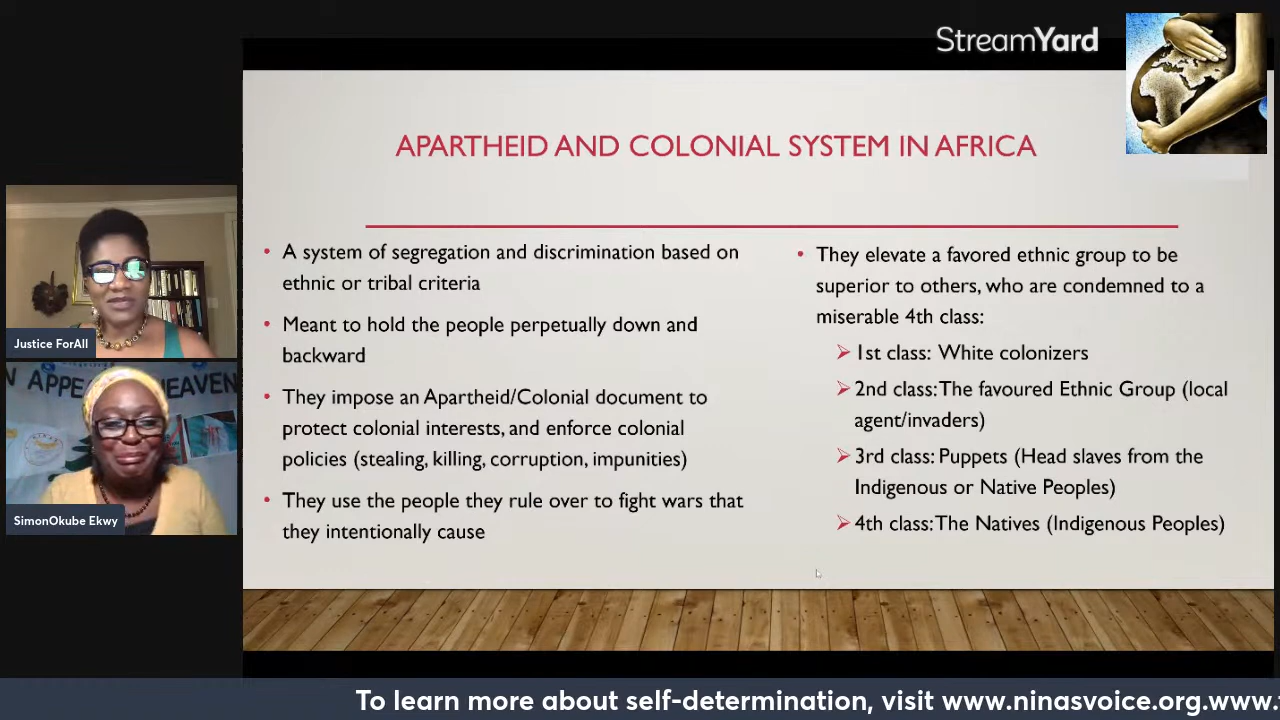 StreamYard
APARTHEID AND COLONIAL SYSTEM IN AFRICA
• A system of segregation and discrimination based on
ethnic or tribal criteria
• Meant to hold the people perpetually down and
backward
• They impose an Apartheid/Colonial document to
protect colonial interests, and enforce colonial
policies (stealing, killing, corruption, impunities)
• They use the people they rule over to fight wars that
they intentionally cause
• They elevate a favored ethnic group to be
superior to others, who are condemned to a
miserable 4th class:
➢ 1st class: White colonizers
➢ 2nd class: The favoured Ethnic Group (local
agent/invaders)
➢ 3rd class: Puppets (Head slaves from the
Indigenous or Native Peoples)
➢ 4th class: The Natives (Indigenous Peoples)
Justice ForAll
N APPE HEAVEN
SimonOkube Ekwy
To learn more about self-determination, visit www.ninasvoice.org.www.